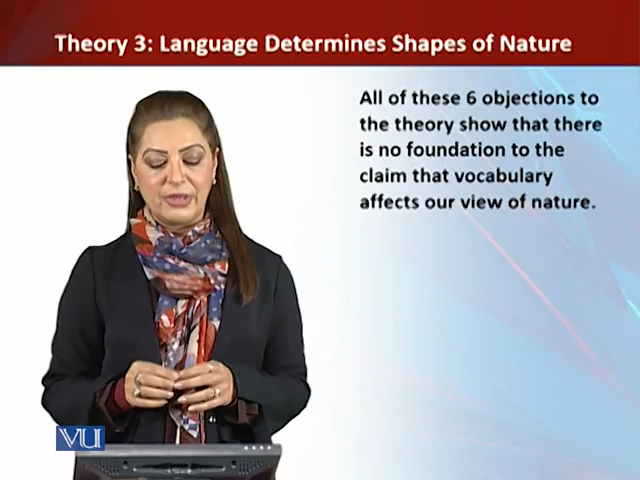 Theory 3: Language Determines Shapes of Nature
All of these 6 objections to
the theory show that there
is no foundation to the
claim that vocabulary
affects our view of nature.
VU